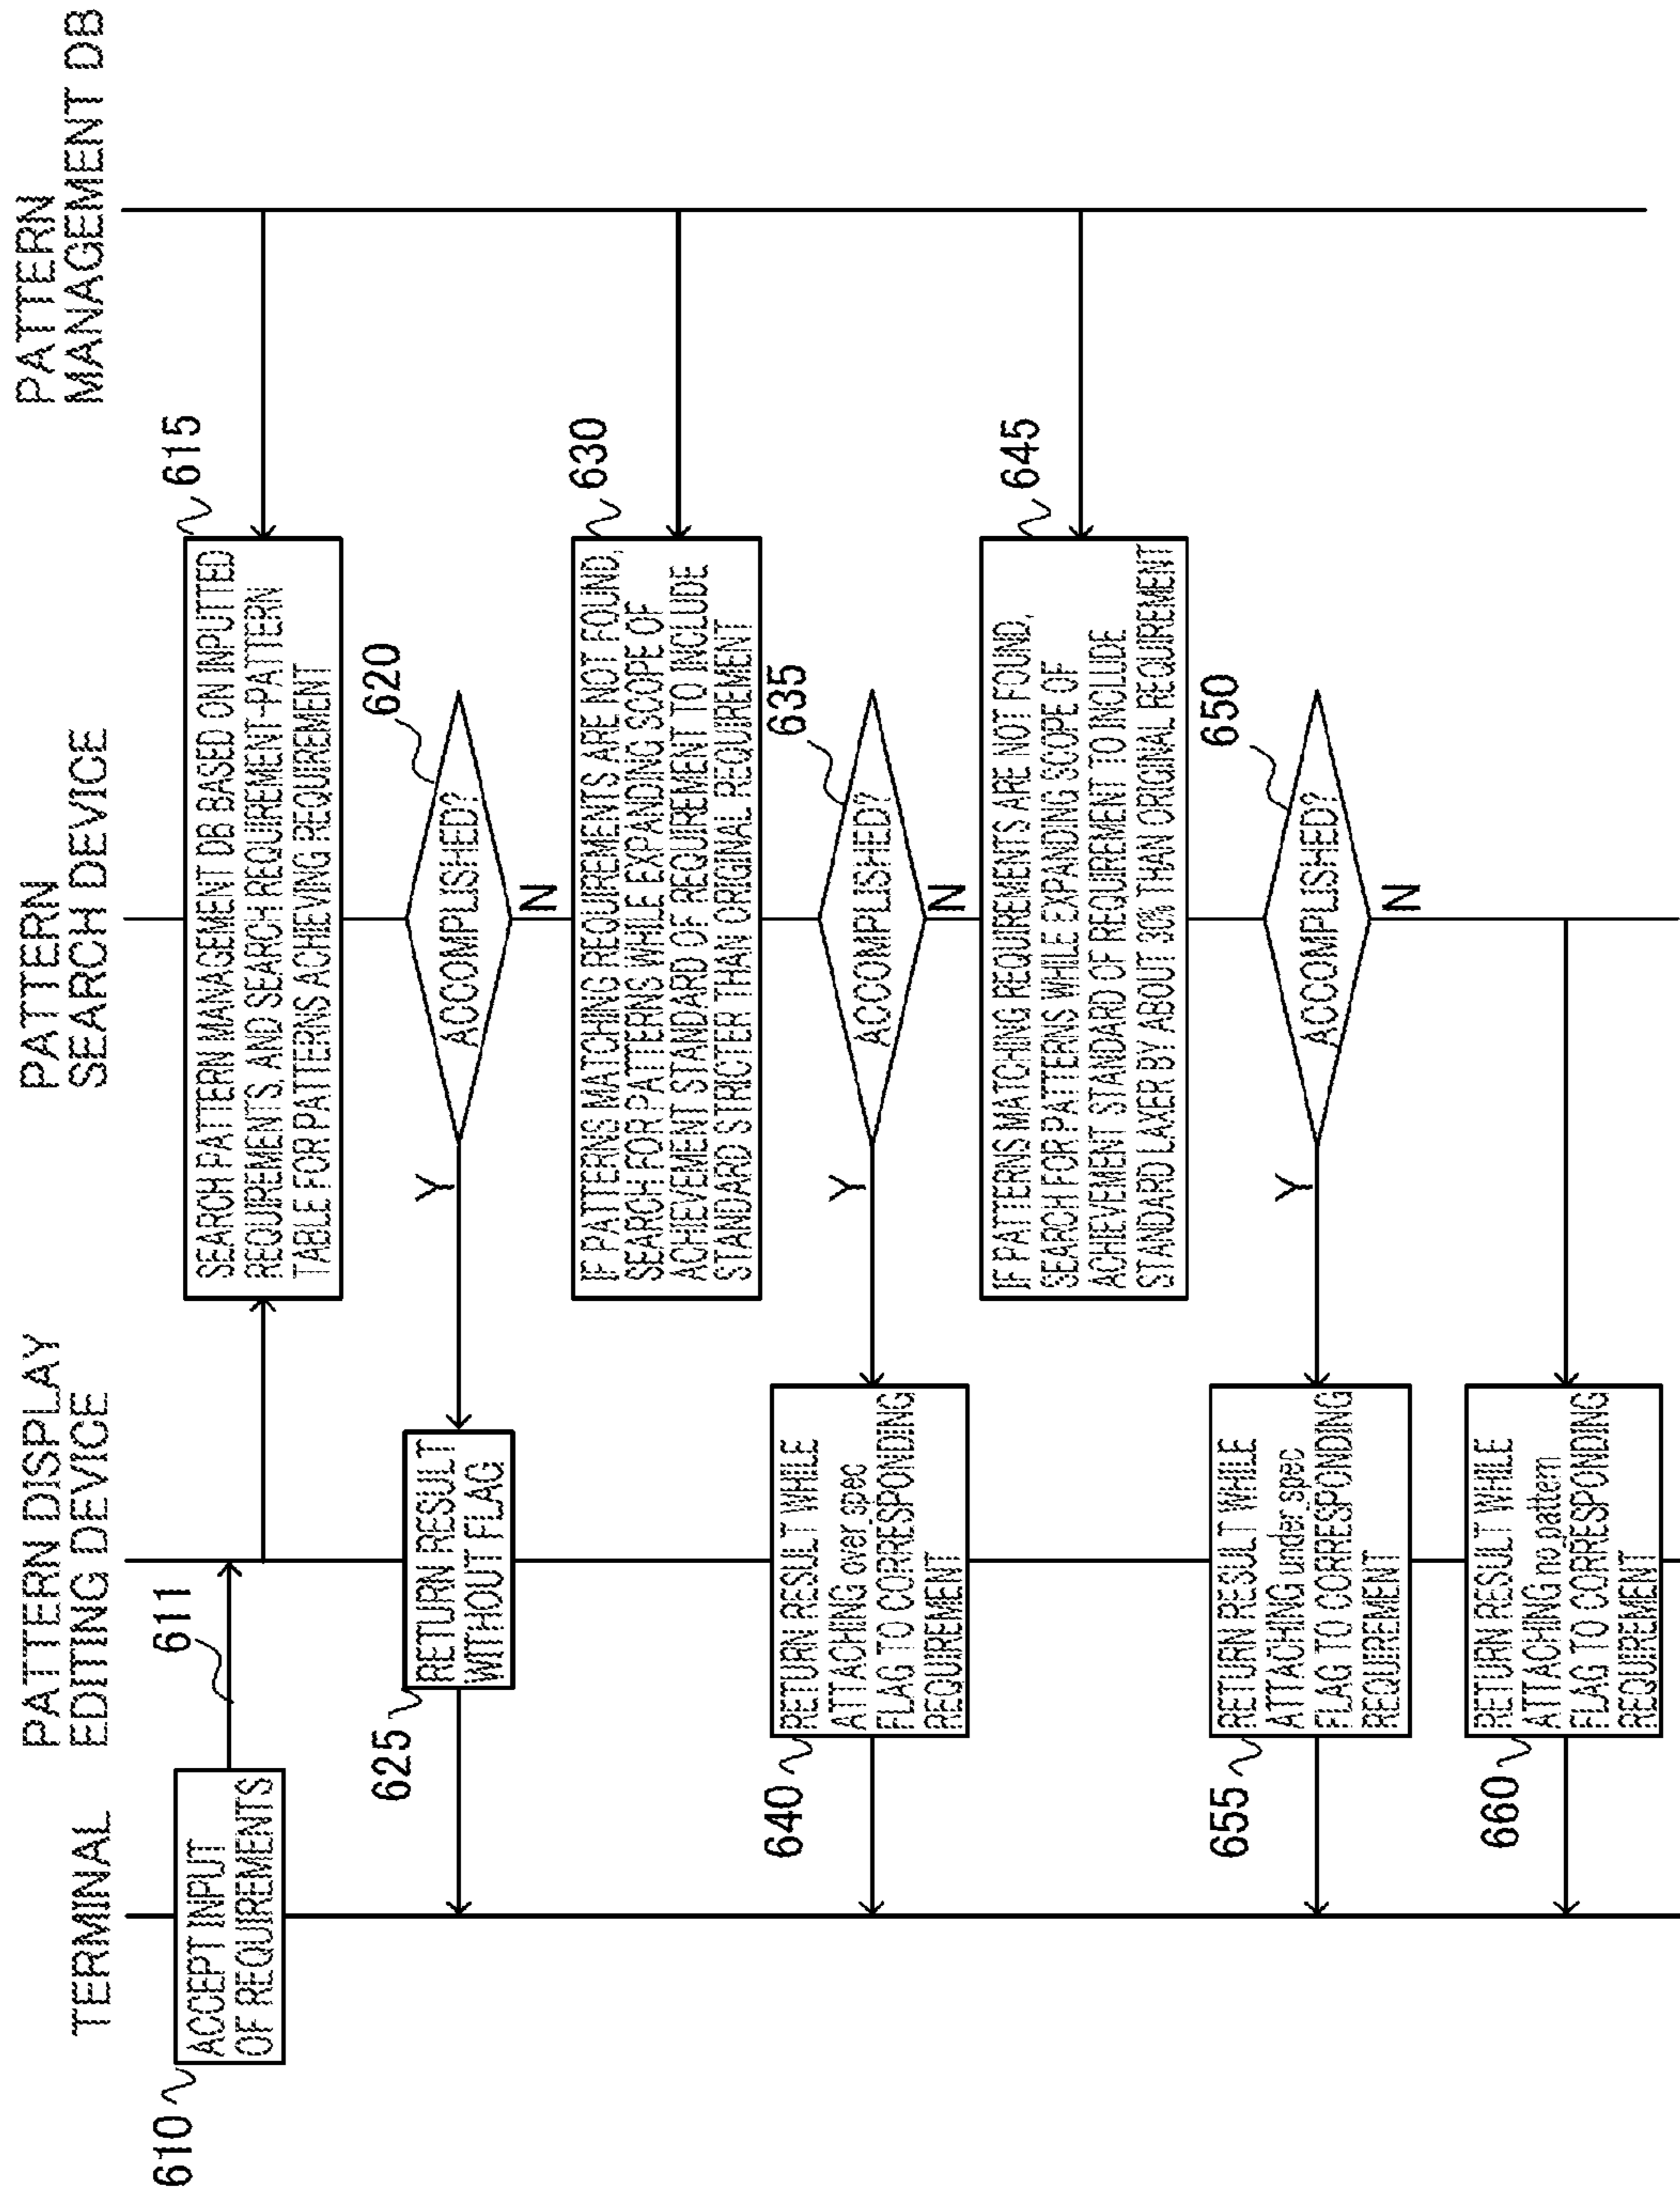 TERMINAL
PATTERN DISPLAY
EDITING DEVICE
PATTERN
SEARCH DEVICE
PATTERN
MANAGEMENT DB
610
ACCEPT INPUT
OF REQUIREMENTS
611
615
SEARCH PATTERN MANAGEMENT DB BASED ON INPUTTED
REQUIREMENTS, AND SEARCH REQUIREMENT-PATTERN
TABLE FOR PATTERNS ACHIEVING REQUIREMENT
620
ACCOMPLISHED?
Y
N
625
RETURN RESULT
WITHOUT FLAG
630
IF PATTERNS MATCHING REQUIREMENTS ARE NOT FOUND,
SEARCH FOR PATTERNS WHILE EXPANDING SCOPE OF
ACHIEVEMENT STANDARD OF REQUIREMENT TO INCLUDE
STANDARD STRICTER THAN ORIGINAL REQUIREMENT
635
ACCOMPLISHED?
Y
N
640
RETURN RESULT WHILE
ATTACHING over_spec
FLAG TO CORRESPONDING
REQUIREMENT
645
IF PATTERNS MATCHING REQUIREMENTS ARE NOT FOUND,
SEARCH FOR PATTERNS WHILE EXPANDING SCOPE OF
ACHIEVEMENT STANDARD OF REQUIREMENT TO INCLUDE
STANDARD LAXER BY ABOUT 30% THAN ORIGINAL REQUIREMENT
650
ACCOMPLISHED?
Y
N
655
RETURN RESULT WHILE
ATTACHING under_spec
FLAG TO CORRESPONDING
REQUIREMENT
660
RETURN RESULT WHILE
ATTACHING no_pattern
FLAG TO CORRESPONDING
REQUIREMENT